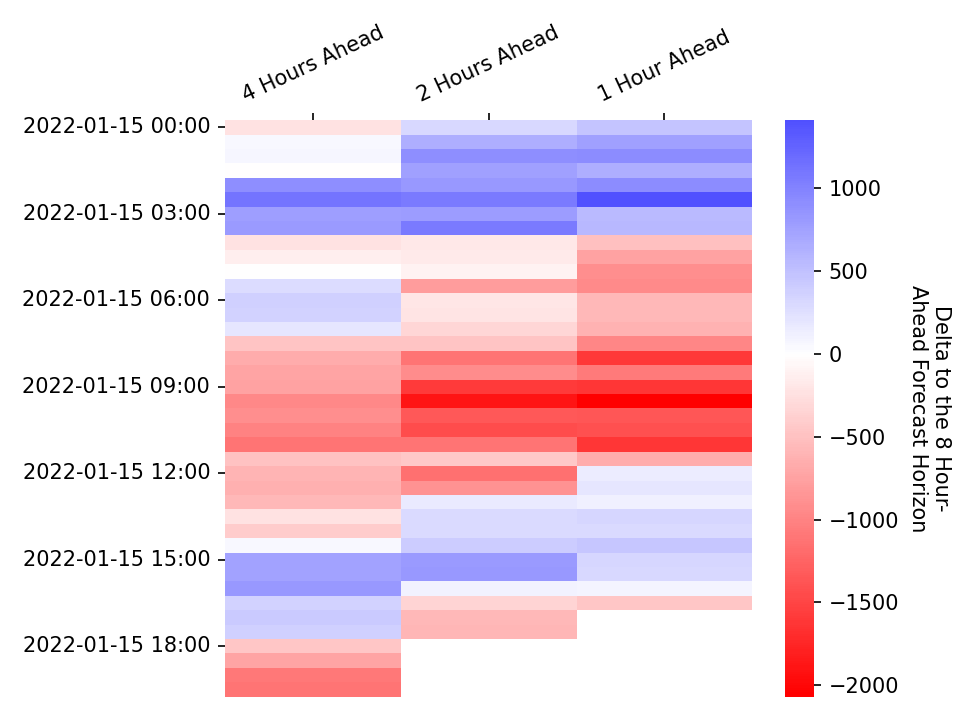 4 Hours Ahead
2 Hours Ahead
1 Hour Ahead
2022-01-15 00:00
2022-01-15 03:00
2022-01-15 06:00
2022-01-15 09:00
2022-01-15 12:00
2022-01-15 15:00
2022-01-15 18:00
1000
500
0
−500
−1000
−1500
−2000
Delta to the 8 Hour-
Ahead Forecast Horizon